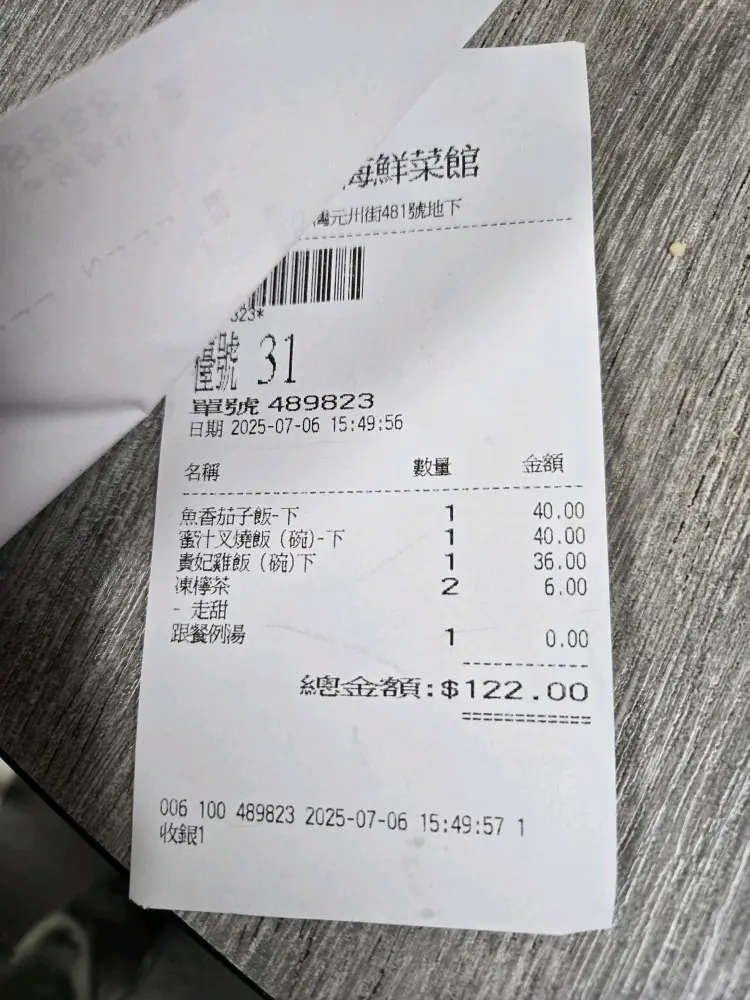 海鮮菜館
灣元州街481號地下
323*
檯號 31
單號 489823
日期 2025-07-06 15:49:56
名稱 數量 金額
魚香茄子飯-下 1 40.00
蜜汁叉燒飯 (碗)-下 1 40.00
貴妃雞飯 (碗)下 1 36.00
凍檸茶 2 6.00
- 走甜
跟餐例湯 1 0.00
總金額:$122.00
006 100 489823 2025-07-06 15:49:57 1
收銀1